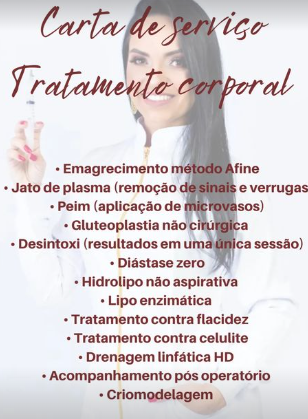 Carta de serviço
Tratamento corporal
• Emagrecimento método Afine
• Jato de plasma (remoção de sinais e verrugas
• Peim (aplicação de microvasos)
• Gluteoplastia não cirúrgica
• Desintoxi (resultados em uma única sessão)
• Diástase zero
• Hidrolipo não aspirativa
• Lipo enzimática
• Tratamento contra flacidez
• Tratamento contra celulite
• Drenagem linfática HD
• Acompanhamento pós operatório
• Criomodelagem